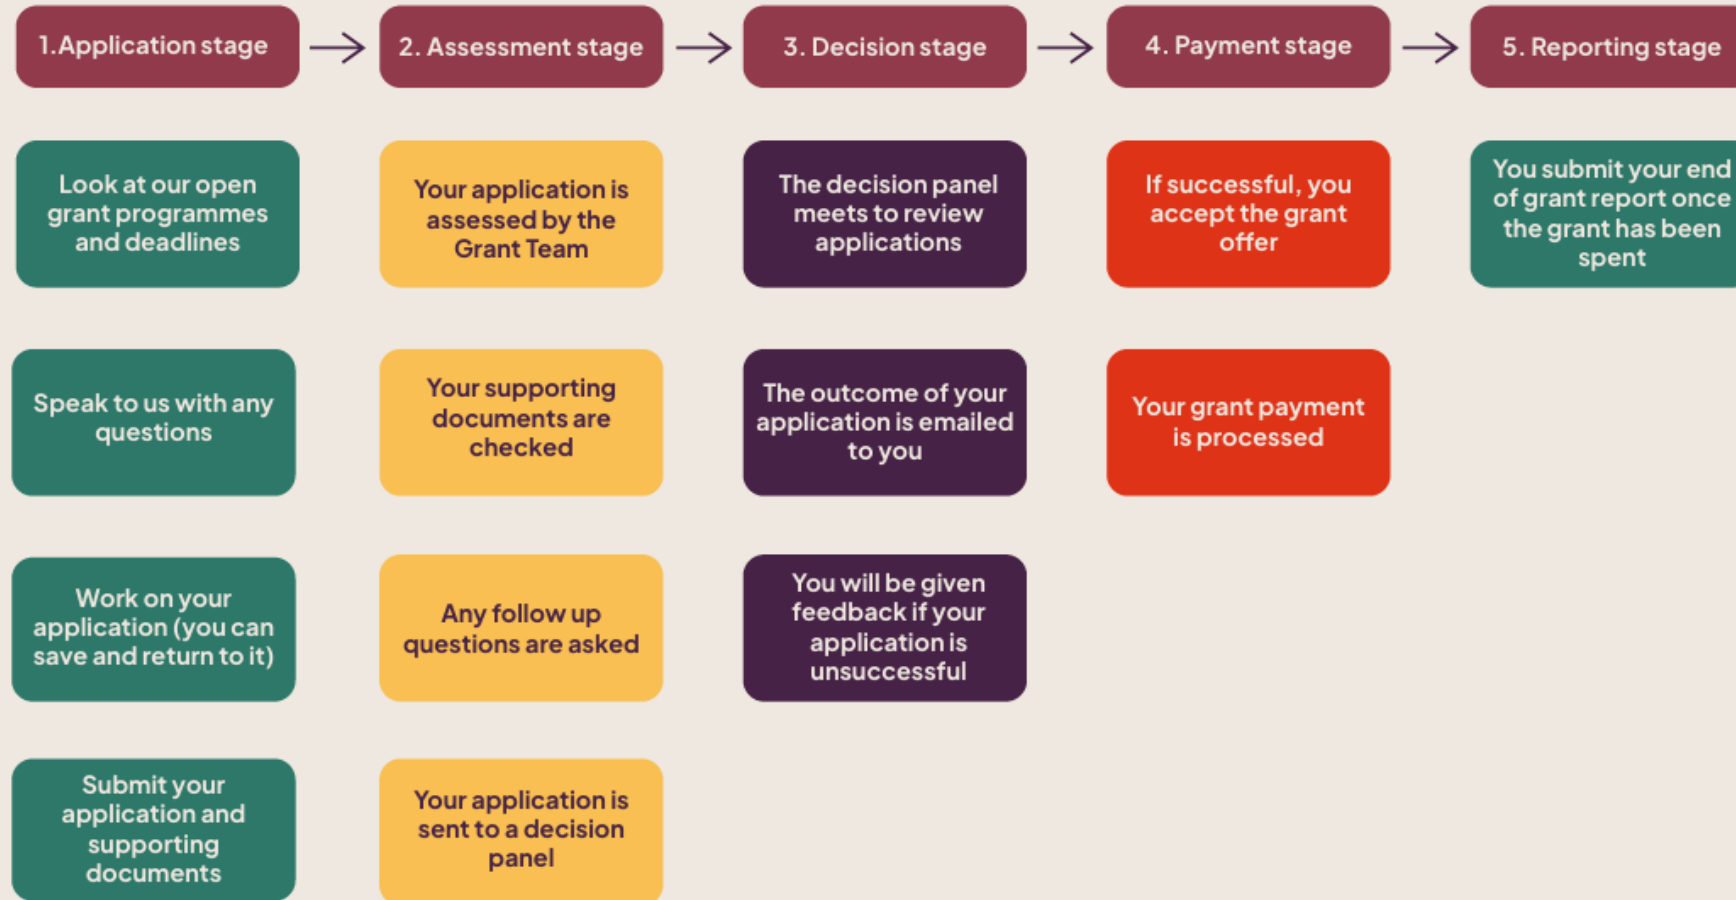 1.Application stage
2. Assessment stage
3. Decision stage
4. Payment stage
5. Reporting stage
Look at our open
grant programmes
and deadlines
Your application is
assessed by the
Grant Team
The decision panel
meets to review
applications
If successful, you
accept the grant
offer
You submit your end
of grant report once
the grant has been
spent
Speak to us with any
questions
Your supporting
documents are
checked
The outcome of your
application is emailed
to you
Your grant payment
is processed
Work on your
application (you can
save and return to it)
Any follow up
questions are asked
You will be given
feedback if your
application is
unsuccessful
Submit your
application and
supporting
documents
Your application is
sent to a decision
panel